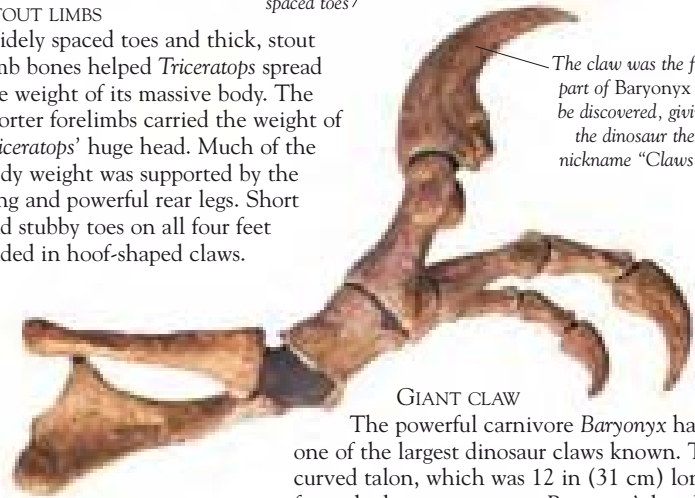 spaced toes
OUT LIMBS
idely spaced toes and thick, stout
mb bones helped Triceratops spread
e weight of its massive body. The
orter forelimbs carried the weight of
iceratops' huge head. Much of the
dy weight was supported by the
ng and powerful rear legs. Short
d stubby toes on all four feet
ded in hoof-shaped claws.
The claw was the f
part of Baryonyx
be discovered, givi
the dinosaur the
nickname “Claws
GIANT CLAW
The powerful carnivore Baryonyx ha
one of the largest dinosaur claws known. T
curved talon, which was 12 in (31 cm) lon